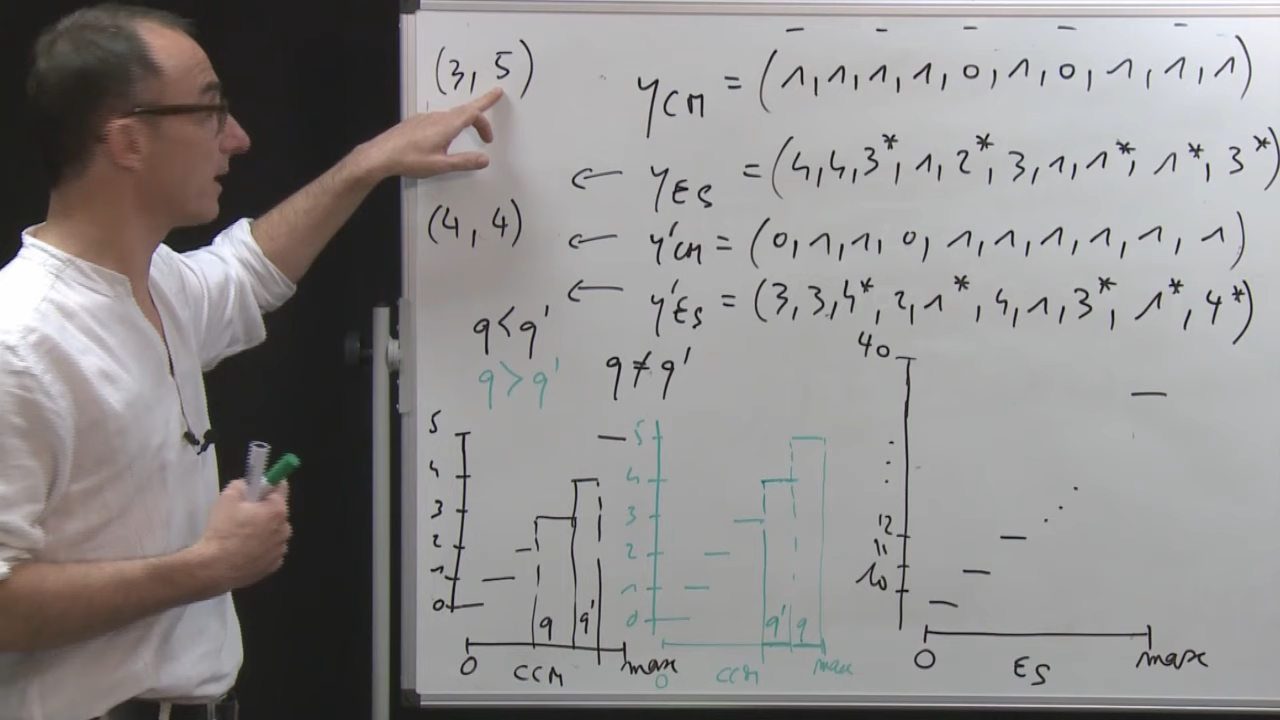 (3, 5)
yCM = (1, 1, 1, 1, 0, 1, 0, 1, 1, 1)
← yES = (4, 4, 3*, 1, 2*, 3, 1, 1*, 1*, 3*)
(4, 4)
← y'CM = (0, 1, 1, 0, 1, 1, 1, 1, 1, 1)
← y'ES = (3, 3, 4*, 2, 1*, 4, 1, 3*, 1*, 4*)
q < q'
q > q'
q ≠ q'
5
4
3
2
1
0
q q'
0 CCM max
5
4
3
2
1
0
q' q
0 CCM max
40
12
11
10
0 ES max